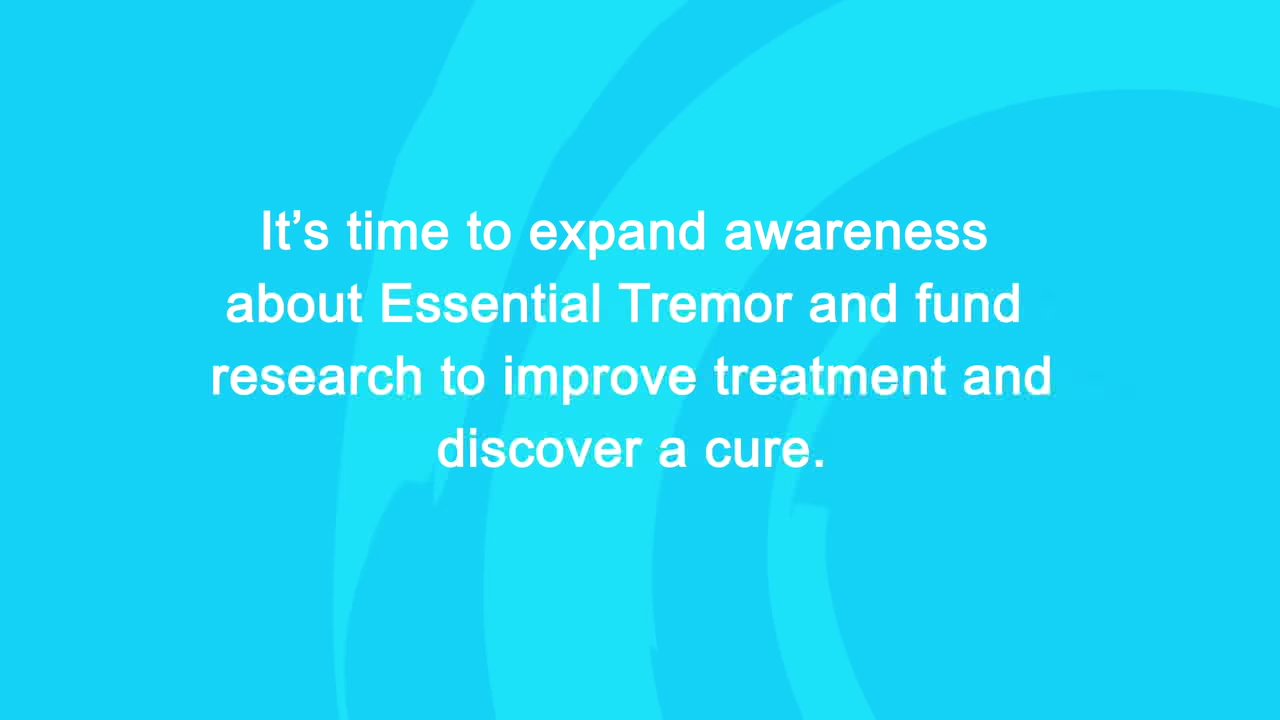 It’s time to expand awareness
about Essential Tremor and fund
research to improve treatment and
discover a cure.